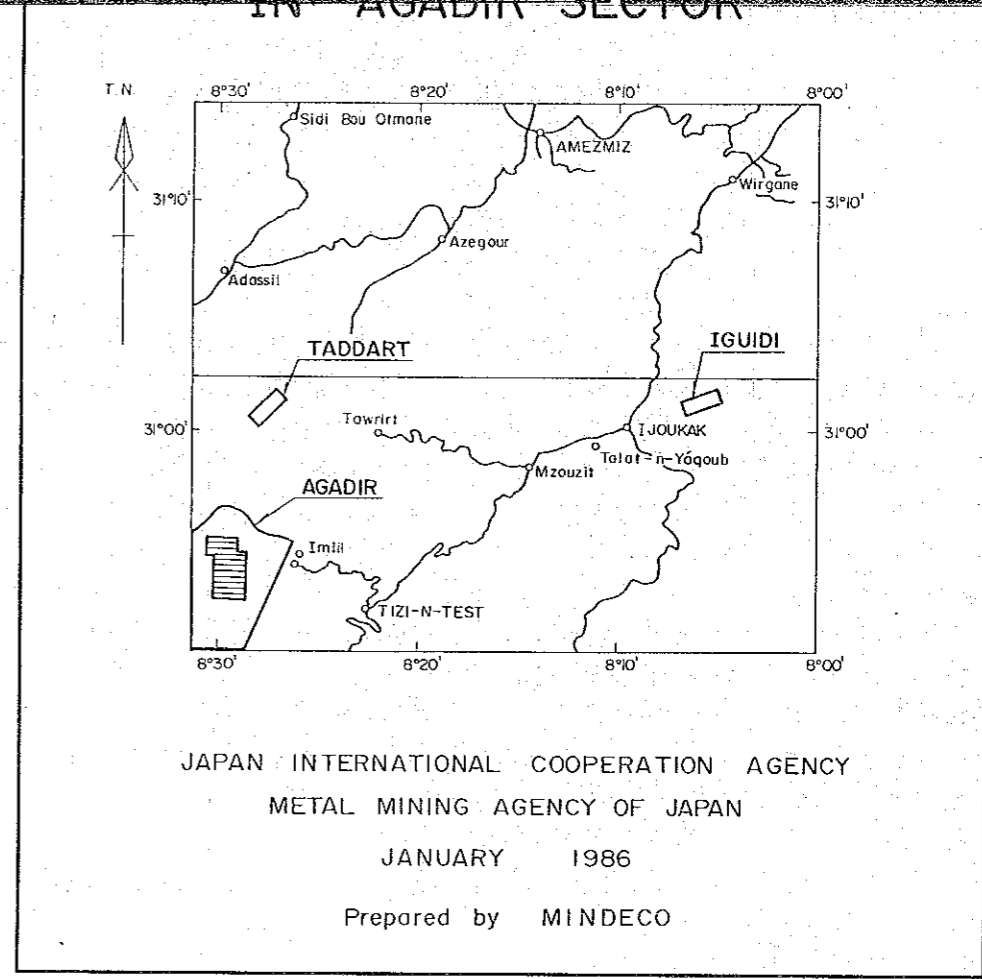 IN AGADIR SECTOR
T.N.
8°30' 8°20' 8°10' 8°00'
Sidi Bou Otmane
AMEZMIZ
Wirgane
31°10' 31°10'
Azegour
Adassil
TADDART IGUIDI
Tawrirt
31°00' IJOUKAK 31°00'
Talat-n-Yáqoub
Mzouzit
AGADIR
Imlil
TIZI-N-TEST
8°30' 8°20' 8°10' 8°00'
JAPAN INTERNATIONAL COOPERATION AGENCY
METAL MINING AGENCY OF JAPAN
JANUARY 1986
Prepared by MINDECO